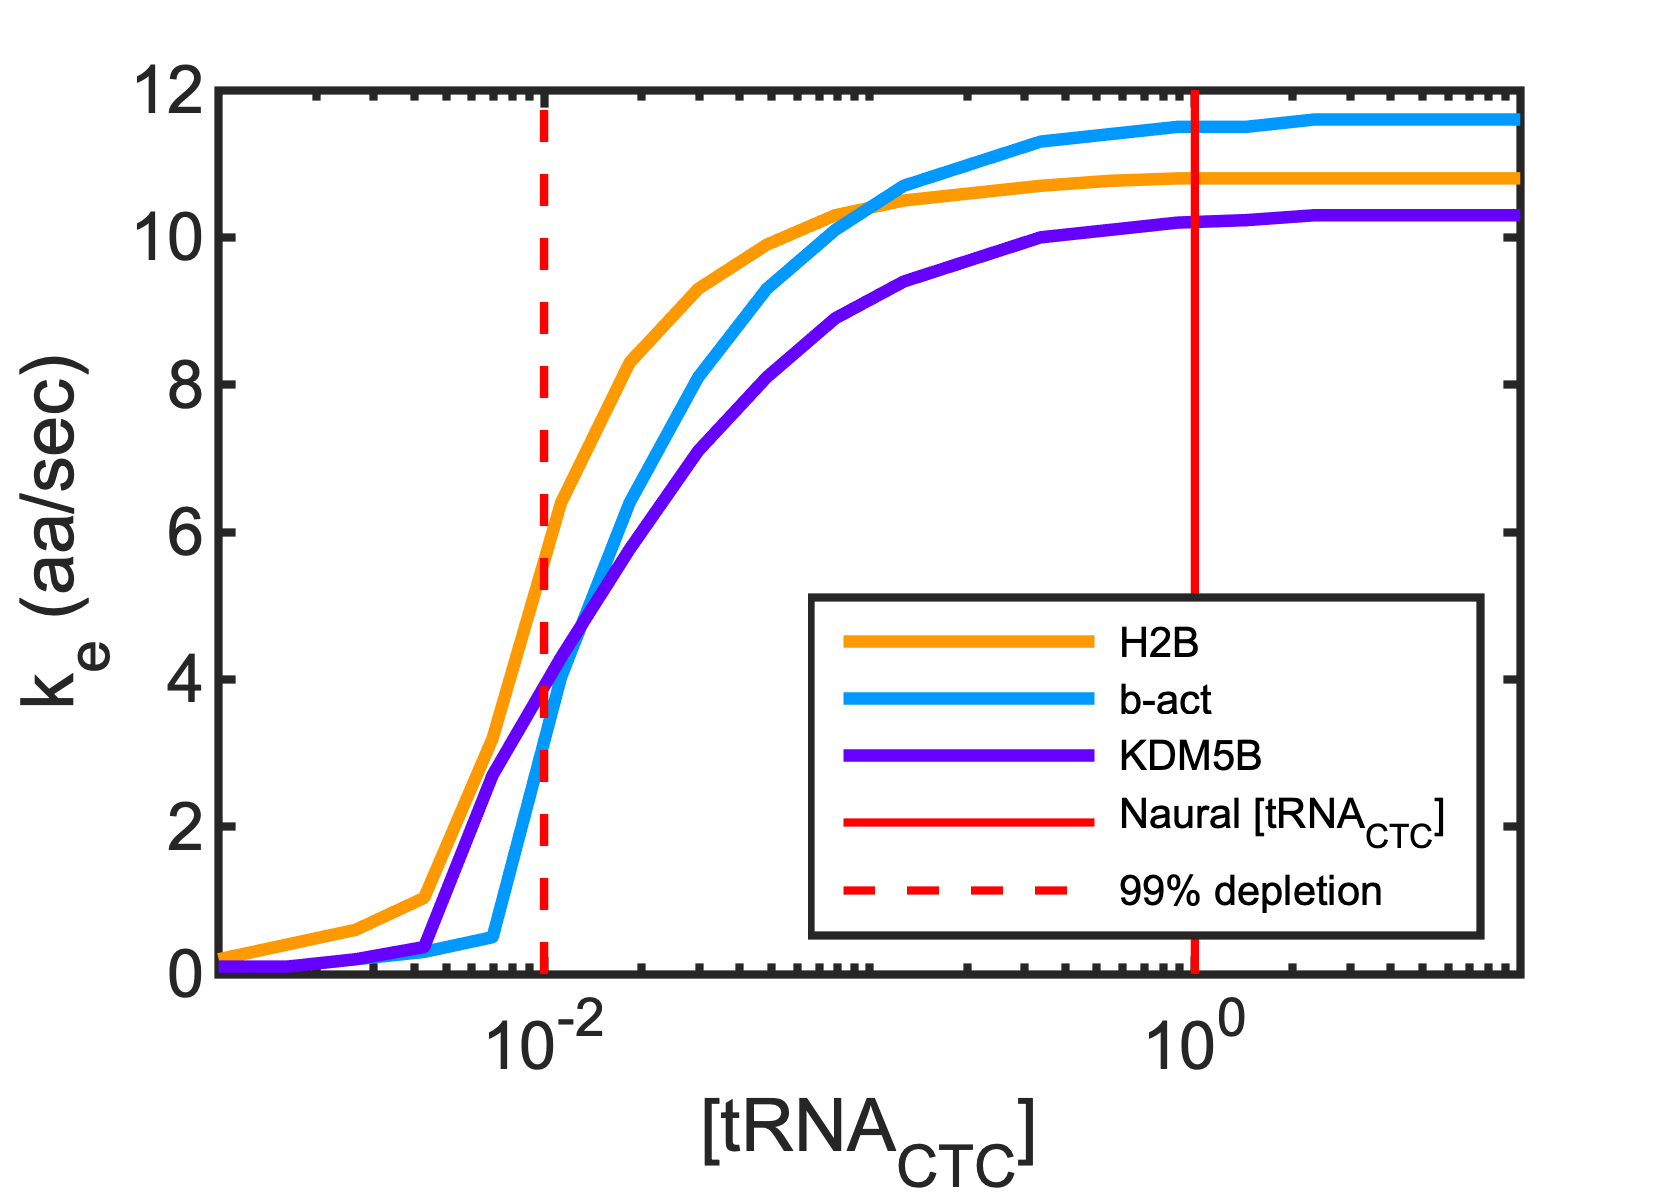 12
10
8
6
4
2
0
k_e (aa/sec)
H2B
b-act
KDM5B
Naural [tRNA_CTC]
99% depletion
10^-2
10^0
[tRNA_CTC]